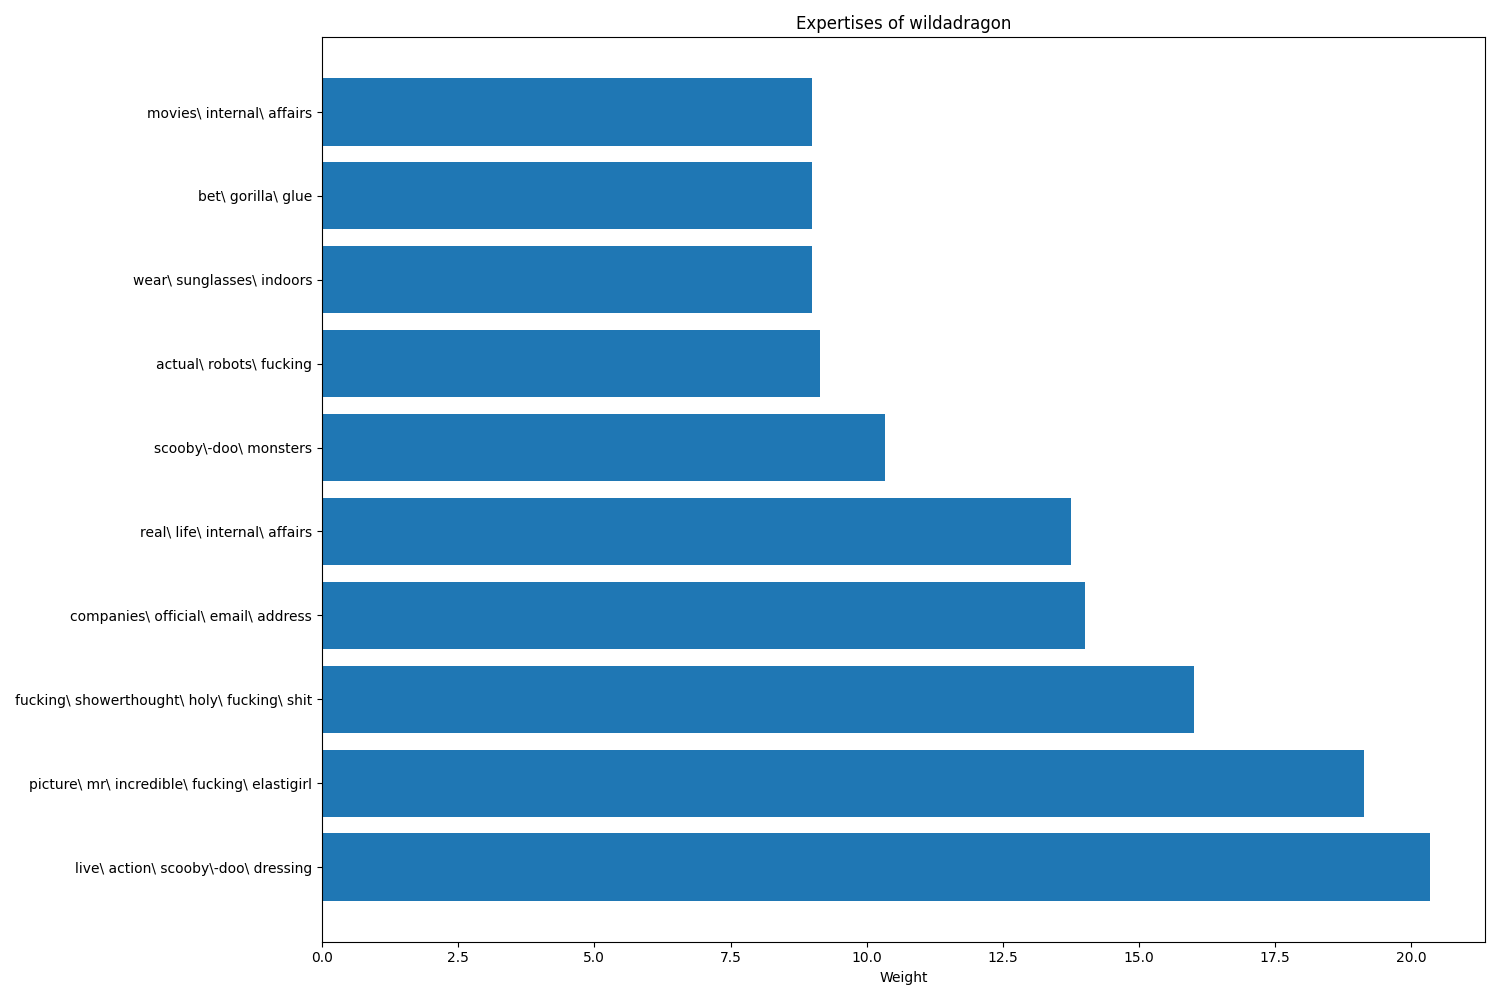 Expertises of wildadragon
movies\ internal\ affairs
bet\ gorilla\ glue
wear\ sunglasses\ indoors
actual\ robots\ fucking
scooby\-doo\ monsters
real\ life\ internal\ affairs
companies\ official\ email\ address
fucking\ showerthought\ holy\ fucking\ shit
picture\ mr\ incredible\ fucking\ elastigirl
live\ action\ scooby\-doo\ dressing
0.0 2.5 5.0 7.5 10.0 12.5 15.0 17.5 20.0
Weight